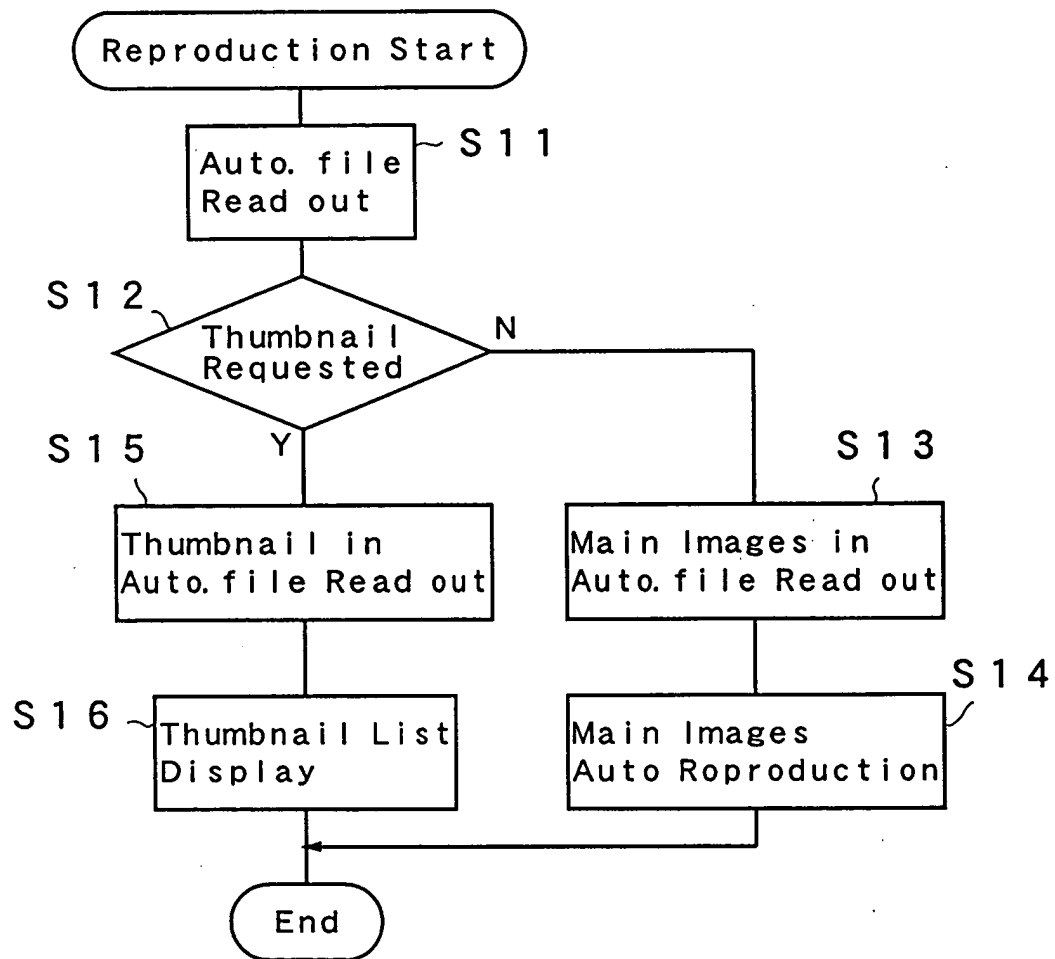 Reproduction Start
S11
Auto. file
Read out
S12
Thumbnail
Requested
N
Y
S15
Thumbnail in
Auto. file Read out
S13
Main Images in
Auto. file Read out
S16
Thumbnail List
Display
S14
Main Images
Auto Roproduction
End